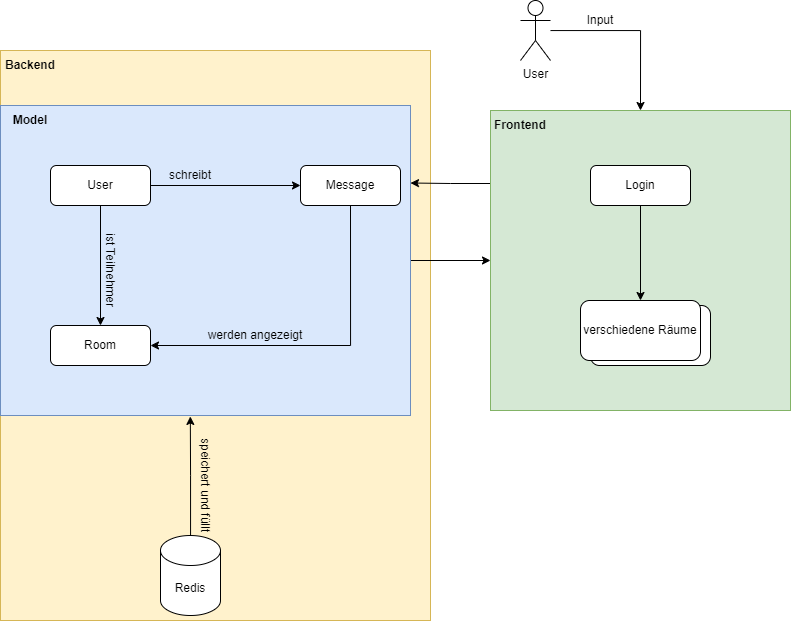 Input
User
Backend
Model
User
schreibt
Message
ist Teilnehmer
Room
werden angezeigt
speichert und füllt
Redis
Frontend
Login
verschiedene Räume